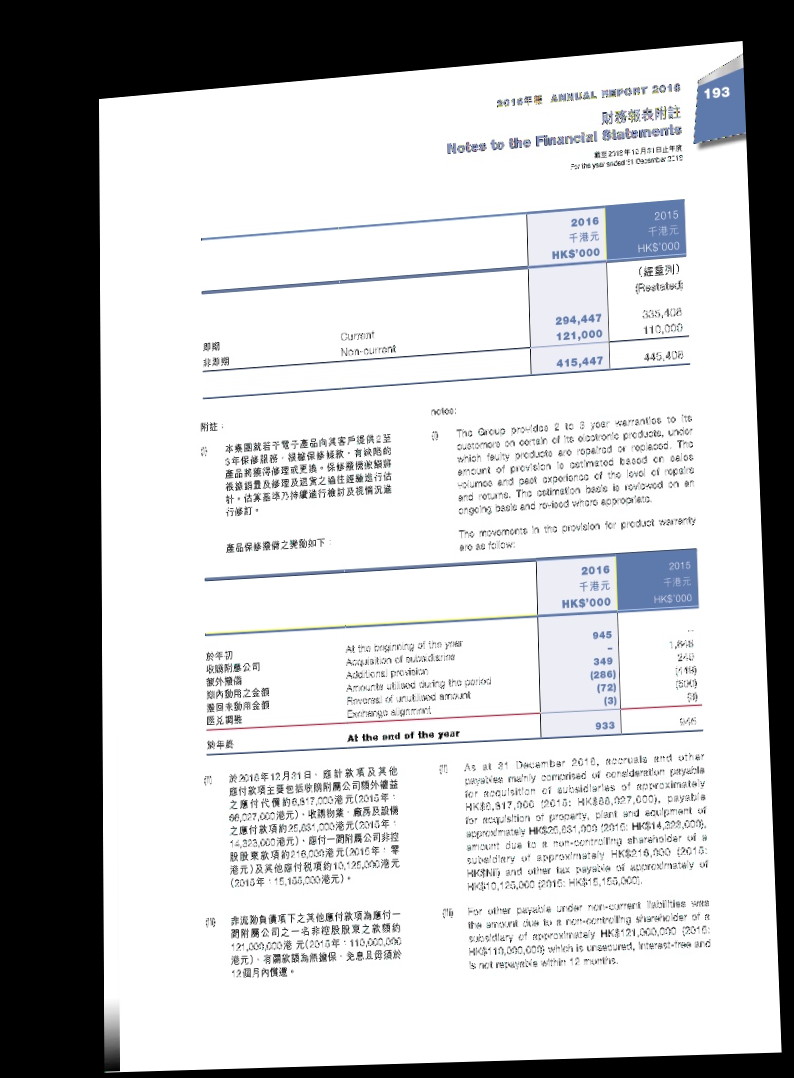 2016年報 ANNUAL REPORT 2016
193
財務報表附註
Notes to the Financial Statements
截至2016年12月31日止年度
For the year ended 31 December 2016
2016 2015
千港元 千港元
HK$'000 HK$'000
(經重列)
(Restated)
即期 Current 294,447 335,408
非即期 Non-current 121,000 110,000
415,447 445,408
附註:
(i) 本集團就若干電子產品向其客戶提供2至
3年保修服務,根據保修條款,有缺陷的
產品將獲得修理或更換。保修撥備金額將
根據銷量及修理及退貨之過往經驗進行估
計。估算基準乃持續進行檢討及視情況進
行修訂。
產品保修撥備之變動如下:
notes:
(i) The Group provides 2 to 3 year warranties to its
customers on certain of its electronic products, under
which faulty products are repaired or replaced. The
amount of provision is estimated based on sales
volumes and past experience of the level of repairs
and returns. The estimation basis is reviewed on an
ongoing basis and revised where appropriate.
The movements in the provision for product warranty
are as follow:
2016 2015
千港元 千港元
HK$'000 HK$'000
於年初 At the beginning of the year 945 –
收購附屬公司 Acquisition of subsidiaries –
額外撥備 Additional provision 349
期內動用之金額 Amounts utilised during the period (286)
撥回未動用金額 Reversal of unutilised amount (72)
匯兌調整 Exchange alignment (3)
於年終 At the end of the year 933 945
(ii) 於2016年12月31日,應計款項及其他
應付款項主要包括收購附屬公司額外權益
之應付代價約6,817,000港元(2015年:
66,027,000港元)、收購物業、廠房及設備
之應付款項約25,631,000港元(2015年:
14,323,000港元)、應付一間附屬公司非控
股股東款項約216,000港元(2015年:零
港元)及其他應付稅項約10,125,000港元
(2015年:15,155,000港元)。
(iii) 非流動負債項下之其他應付款項為應付一
間附屬公司之一名非控股股東之款額約
121,000,000港元(2015年:110,000,000
港元),有關款額為無擔保、免息且毋須於
12個月內償還。
(ii) As at 31 December 2016, accruals and other
payables mainly comprised of consideration payable
for acquisition of subsidiaries of approximately
HK$6,817,000 (2015: HK$66,027,000), payable
for acquisition of property, plant and equipment of
approximately HK$25,631,000 (2015: HK$14,323,000),
amount due to a non-controlling shareholder of a
subsidiary of approximately HK$216,000 (2015:
HK$Nil) and other tax payable of approximately of
HK$10,125,000 (2015: HK$15,155,000).
(iii) For other payable under non-current liabilities was
the amount due to a non-controlling shareholder of a
subsidiary of approximately HK$121,000,000 (2015:
HK$110,000,000) which is unsecured, interest-free and
is not repayable within 12 months.